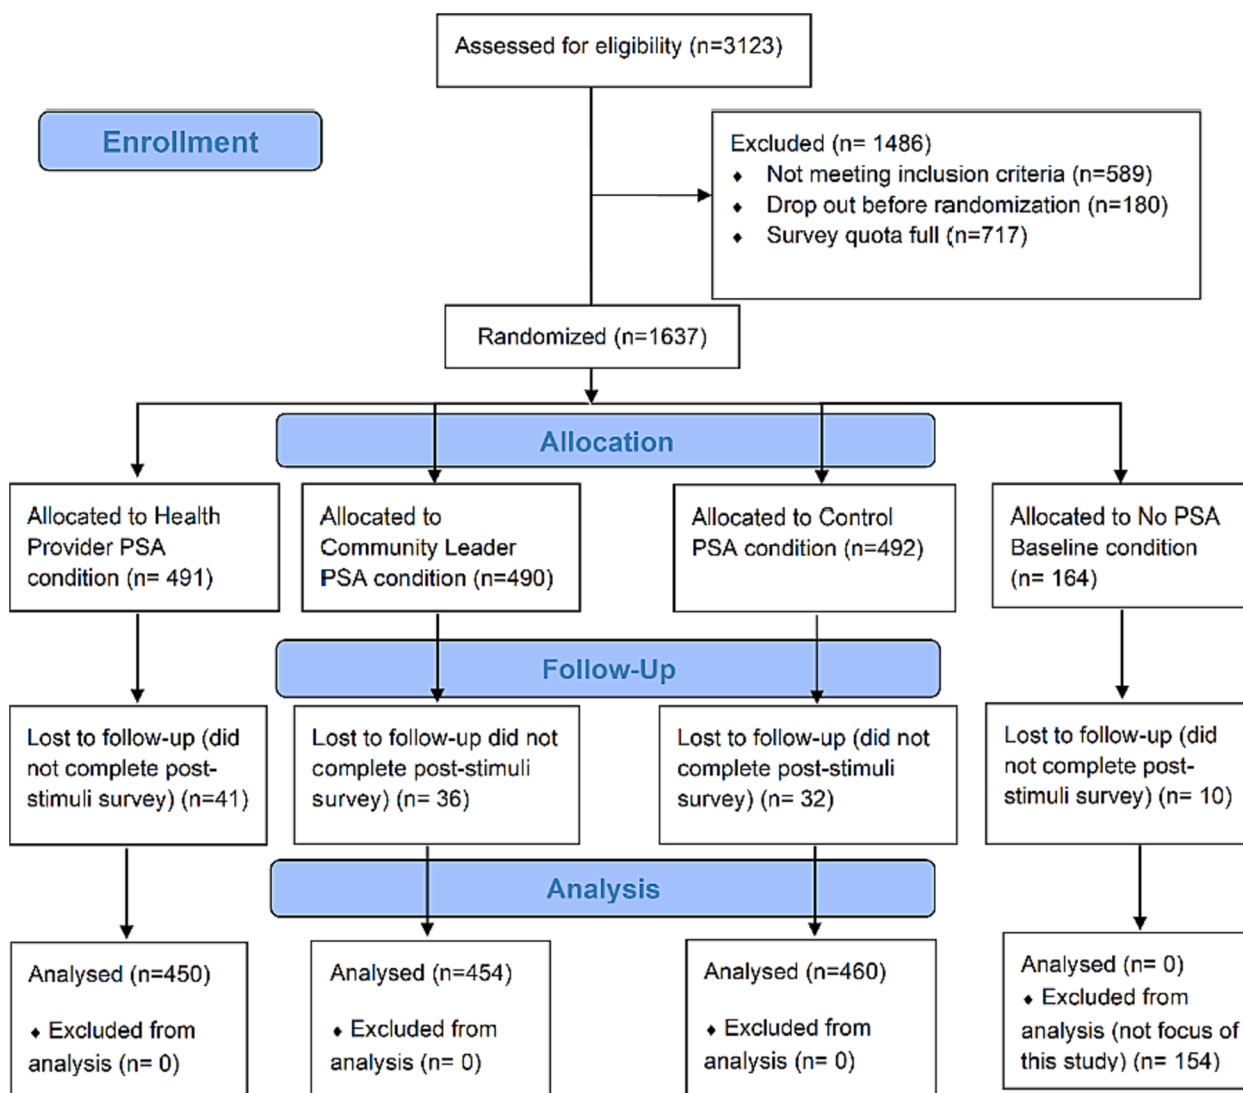 Assessed for eligibility (n=3123)
Enrollment
Excluded (n= 1486)
⬧ Not meeting inclusion criteria (n=589)
⬧ Drop out before randomization (n=180)
⬧ Survey quota full (n=717)
Randomized (n=1637)
Allocation
Allocated to Health
Provider PSA
condition (n= 491)
Allocated to
Community Leader
PSA condition (n=490)
Allocated to Control
PSA condition (n=492)
Allocated to No PSA
Baseline condition
(n= 164)
Follow-Up
Lost to follow-up (did
not complete post-
stimuli survey) (n=41)
Lost to follow-up did not
complete post-stimuli
survey) (n= 36)
Lost to follow-up (did not
complete post-stimuli
survey) (n= 32)
Lost to follow-up (did
not complete post-
stimuli survey) (n= 10)
Analysis
Analysed (n=450)
⬧ Excluded from
analysis (n= 0)
Analysed (n=454)
⬧ Excluded from
analysis (n= 0)
Analysed (n=460)
⬧ Excluded from
analysis (n= 0)
Analysed (n= 0)
⬧ Excluded from
analysis (not focus of
this study) (n= 154)